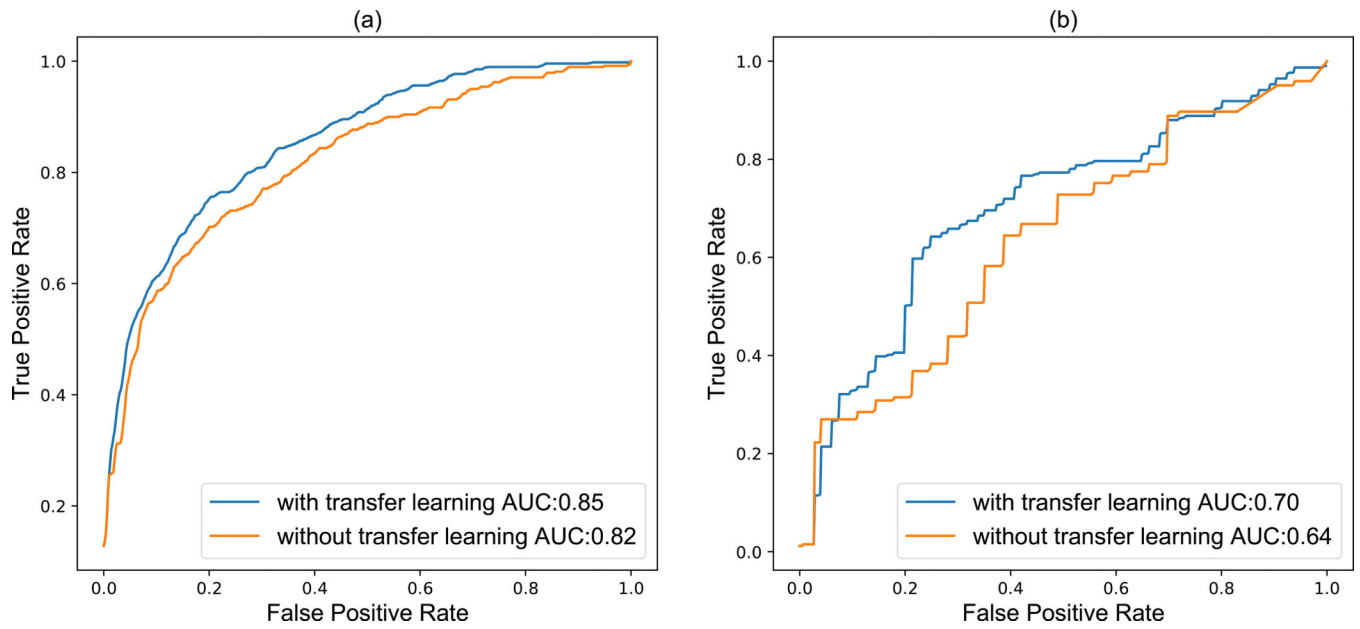 (a)
1.0
0.8
0.6
0.4
0.2
True Positive Rate
with transfer learning AUC:0.85
without transfer learning AUC:0.82
0.0 0.2 0.4 0.6 0.8 1.0
False Positive Rate
(b)
1.0
0.8
0.6
0.4
0.2
0.0
True Positive Rate
with transfer learning AUC:0.70
without transfer learning AUC:0.64
0.0 0.2 0.4 0.6 0.8 1.0
False Positive Rate